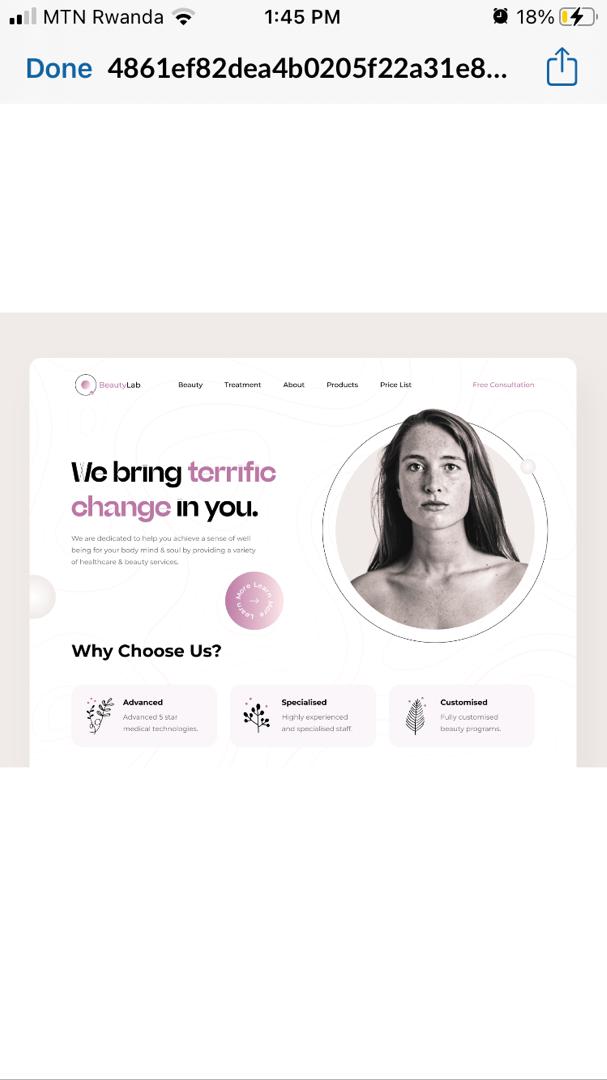 MTN Rwanda 1:45 PM 18%
Done 4861ef82dea4b0205f22a31e8...
BeautyLab Beauty Treatment About Products Price List Free Consultation
We bring terrific
change in you.
We are dedicated to help you achieve a sense of well
being for your body mind & soul by providing a variety
of healthcare & beauty services.
Learn More Learn More
Why Choose Us?
Advanced
Advanced 5 star
medical technologies.
Specialised
Highly experienced
and specialised staff.
Customised
Fully customised
beauty programs.